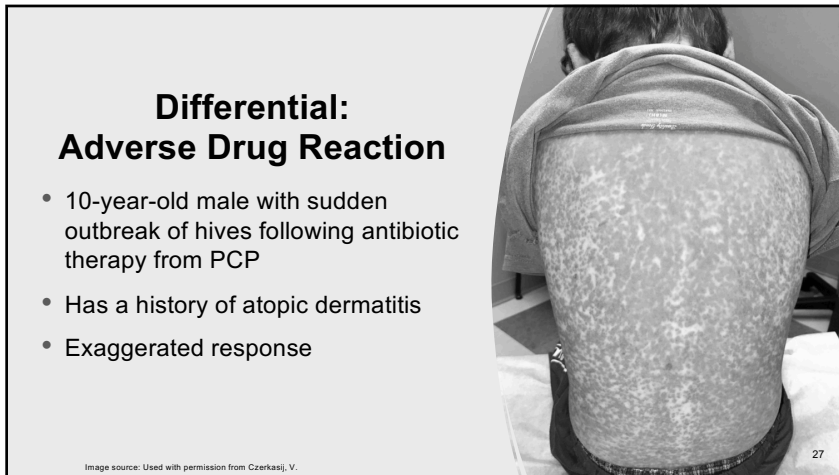 Differential:
Adverse Drug Reaction
• 10-year-old male with sudden
outbreak of hives following antibiotic
therapy from PCP
• Has a history of atopic dermatitis
• Exaggerated response
Image source: Used with permission from Czerkasij, V.
27